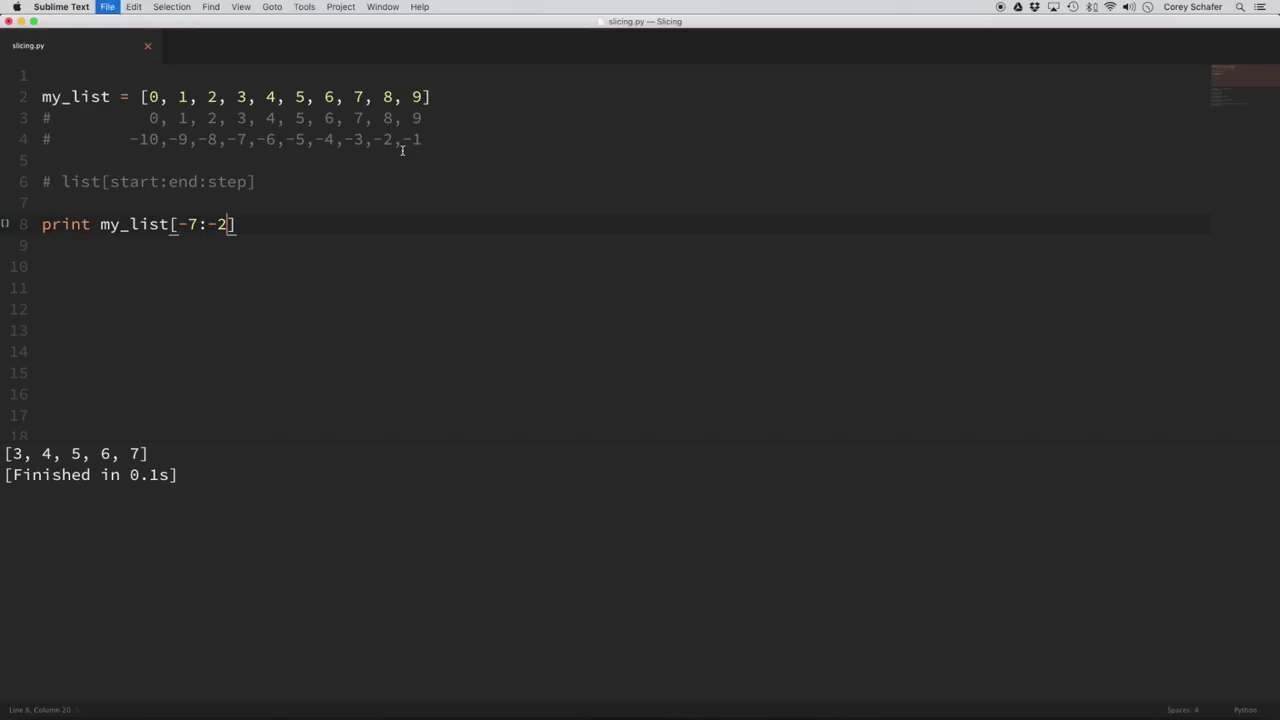 Sublime Text File Edit Selection Find View Goto Tools Project Window Help Corey Schafer
slicing.py — Slicing
slicing.py
1
2 my_list = [0, 1, 2, 3, 4, 5, 6, 7, 8, 9]
3 # 0, 1, 2, 3, 4, 5, 6, 7, 8, 9
4 # -10,-9,-8,-7,-6,-5,-4,-3,-2,-1
5
6 # list[start:end:step]
7
8 print my_list[-7:-2]
9
10
11
12
13
14
15
16
17
18
[3, 4, 5, 6, 7]
[Finished in 0.1s]
Line 8, Column 20 Spaces: 4 Python